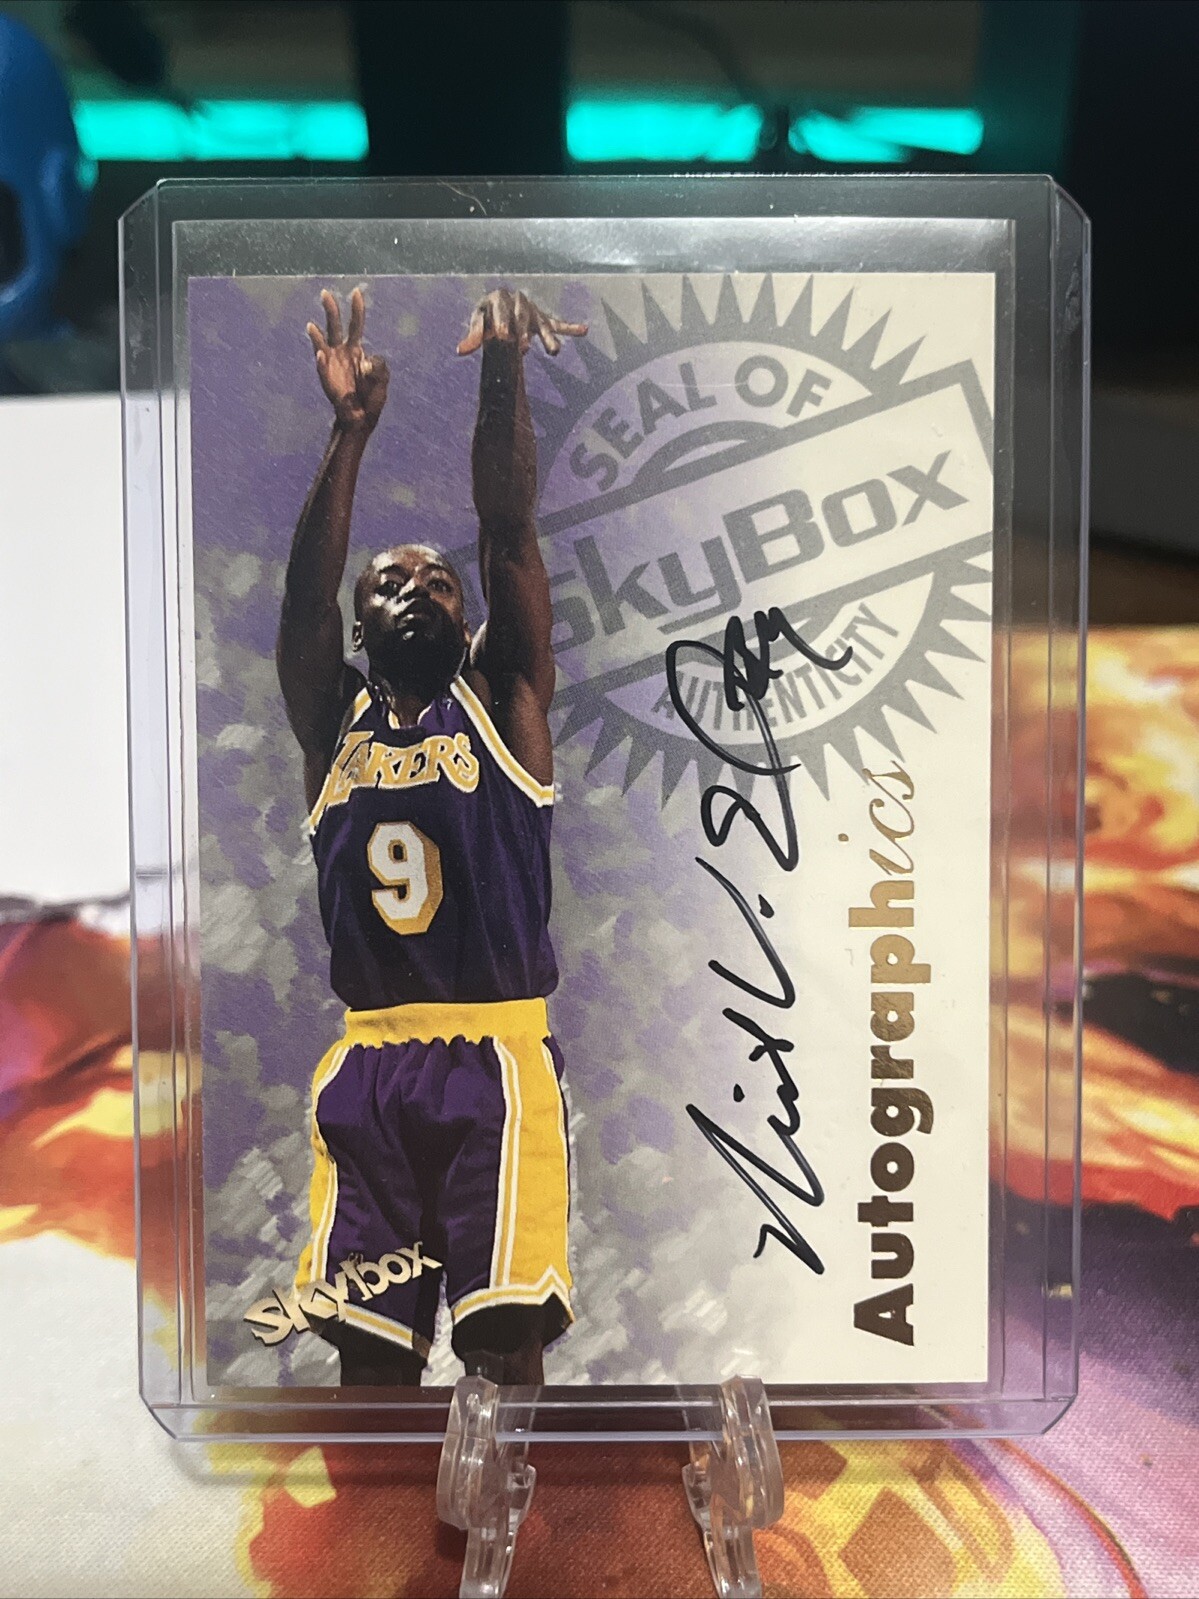 SEAL OF
SkyBox
AUTHENTICITY
LAKERS
9
skybox
Autographics